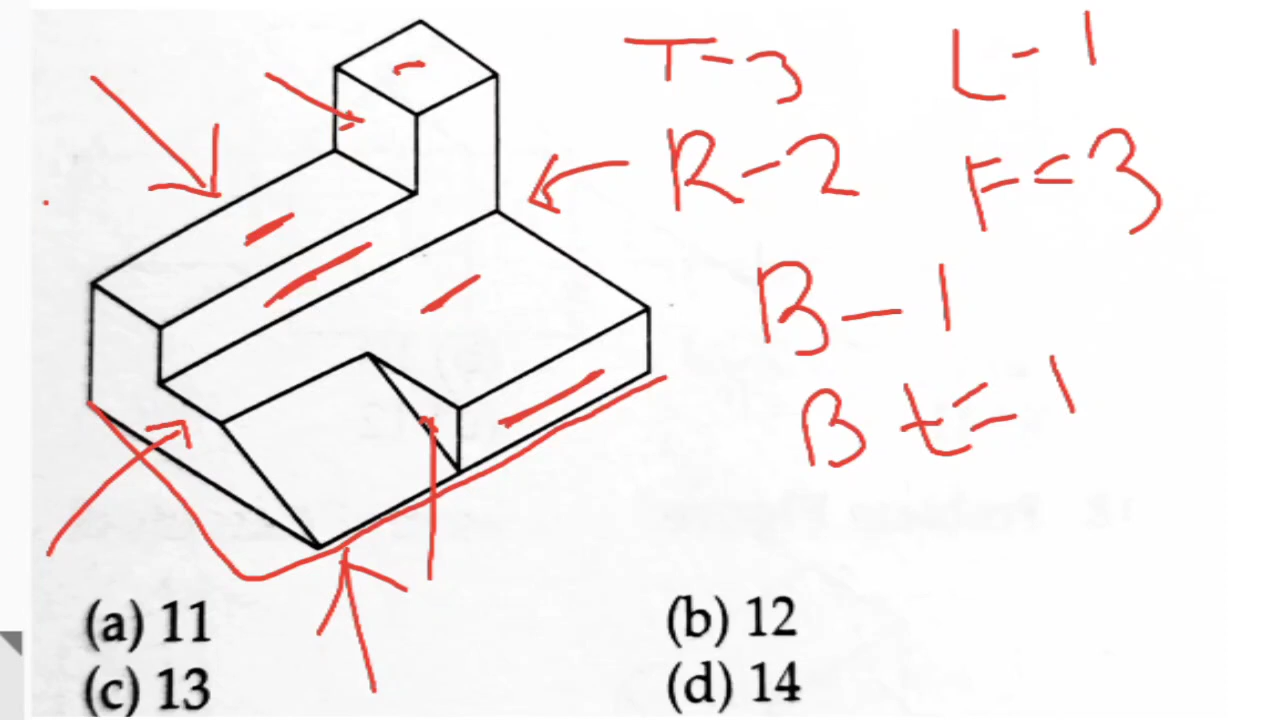 T-3 L-1
R-2 F=3
B-1
Bt=1
(a) 11 (b) 12
(c) 13 (d) 14